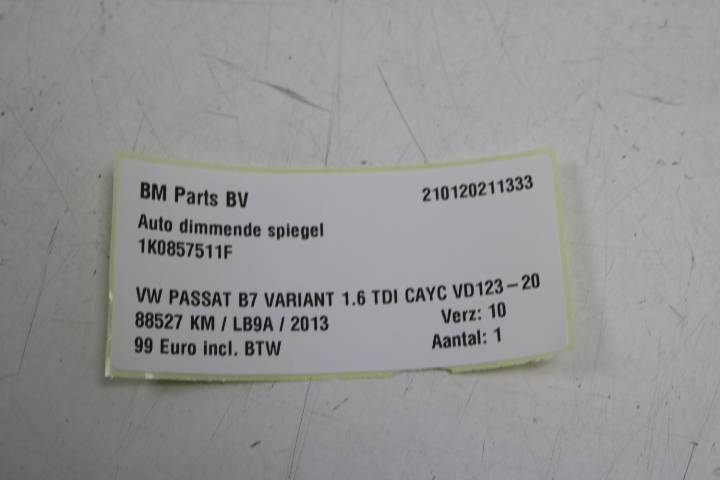 BM Parts BV 210120211333
Auto dimmende spiegel
1K0857511F
VW PASSAT B7 VARIANT 1.6 TDI CAYC VD123-20
88527 KM / LB9A / 2013 Verz: 10
99 Euro incl. BTW Aantal: 1